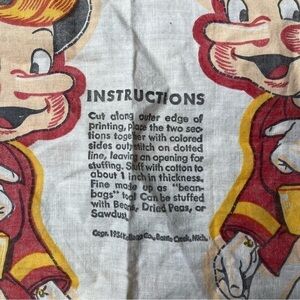 INSTRUCTIONS
Cut along outer edge of
printing, place the two sec-
tions together with colored
sides out, stitch on dotted
line, leaving an opening for
stuffing. Stuff with cotton to
about 1 inch in thickness.
Fine made up as "bean-
bags" too! Can be stuffed
with Beans, Dried Peas, or
Sawdust.
Copr. Kellogg Co., Battle Creek, Mich.